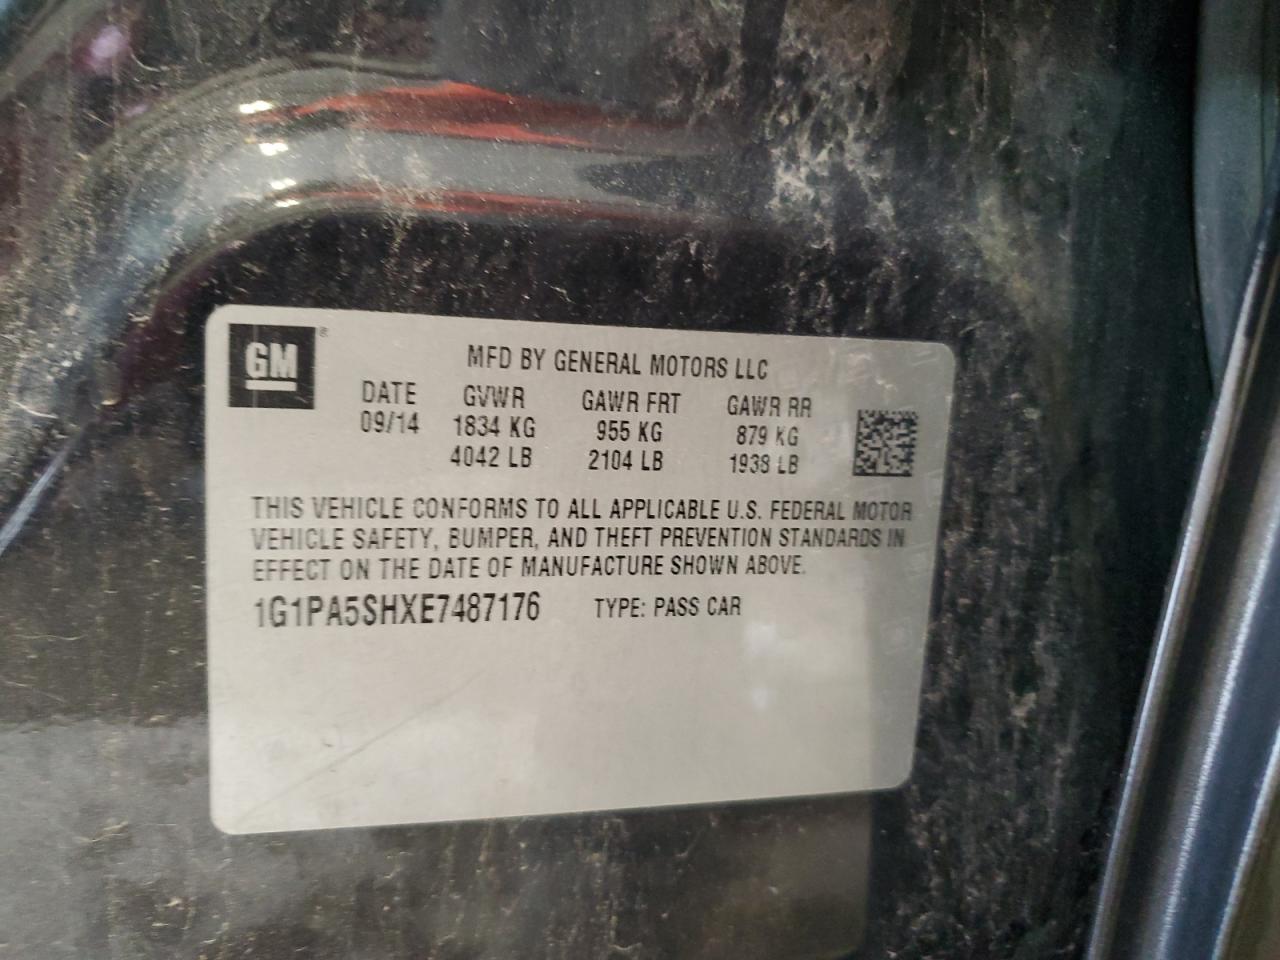 GM ®
MFD BY GENERAL MOTORS LLC
DATE GVWR GAWR FRT GAWR RR
09/14 1834 KG 955 KG 879 KG
4042 LB 2104 LB 1938 LB
THIS VEHICLE CONFORMS TO ALL APPLICABLE U.S. FEDERAL MOTOR
VEHICLE SAFETY, BUMPER, AND THEFT PREVENTION STANDARDS IN
EFFECT ON THE DATE OF MANUFACTURE SHOWN ABOVE.
1G1PA5SHXE7487176 TYPE: PASS CAR